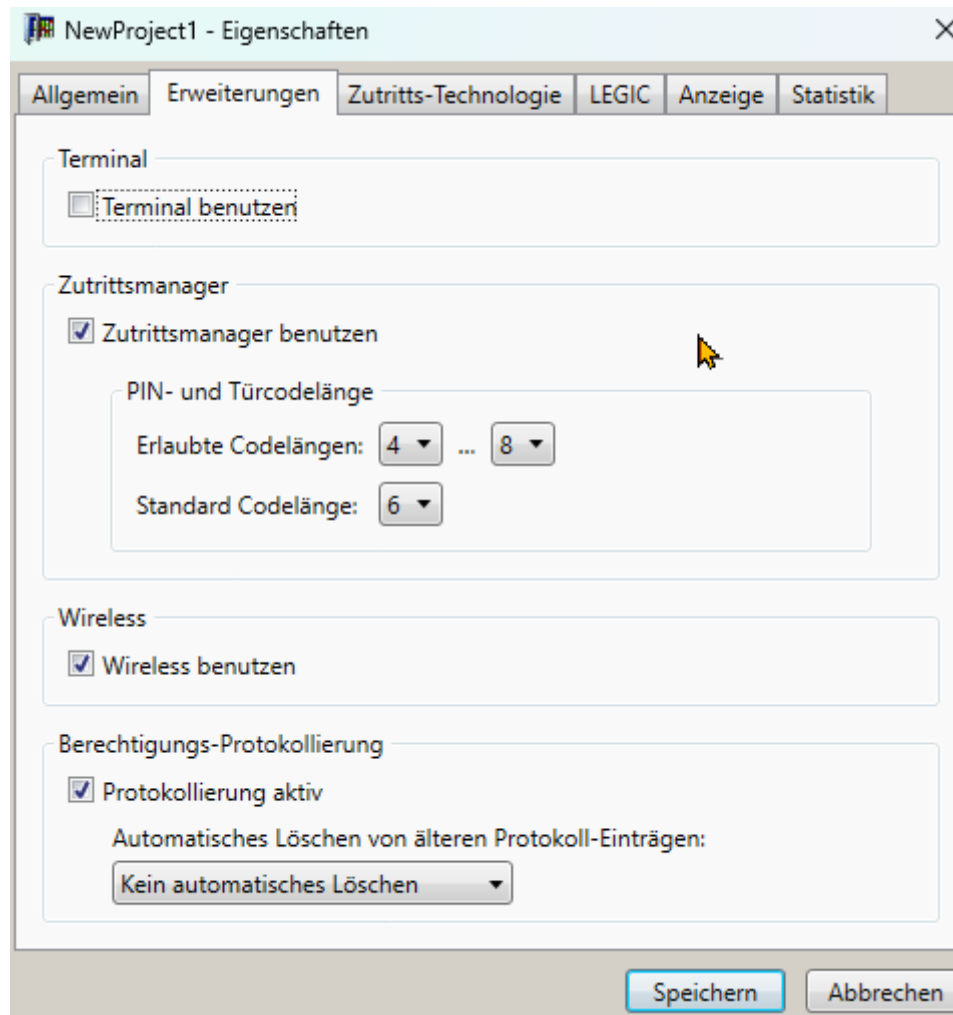 NewProject1 - Eigenschaften
Allgemein Erweiterungen Zutritts-Technologie LEGIC Anzeige Statistik
Terminal
Terminal benutzen
Zutrittsmanager
Zutrittsmanager benutzen
PIN- und Türcodelänge
Erlaubte Codelängen: 4 ... 8
Standard Codelänge: 6
Wireless
Wireless benutzen
Berechtigungs-Protokollierung
Protokollierung aktiv
Automatisches Löschen von älteren Protokoll-Einträgen:
Kein automatisches Löschen
Speichern Abbrechen